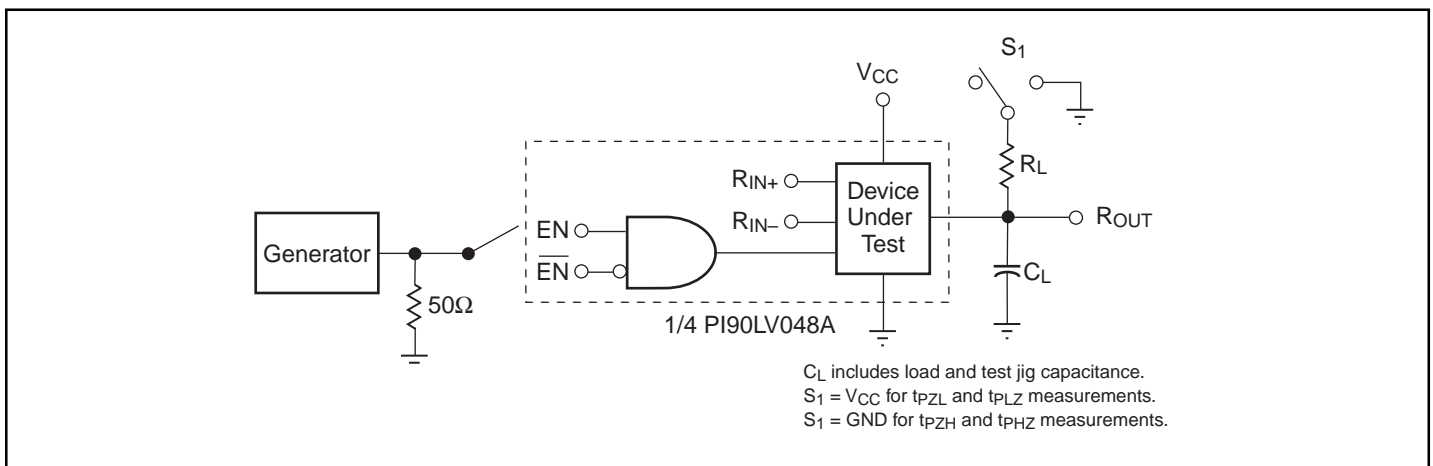 S1
VCC
RL
RIN+
Device
Under
Test
RIN–
ROUT
EN
Generator
EN
CL
50Ω
1/4 PI90LV048A
CL includes load and test jig capacitance.
S1 = VCC for tPZL and tPLZ measurements.
S1 = GND for tPZH and tPHZ measurements.